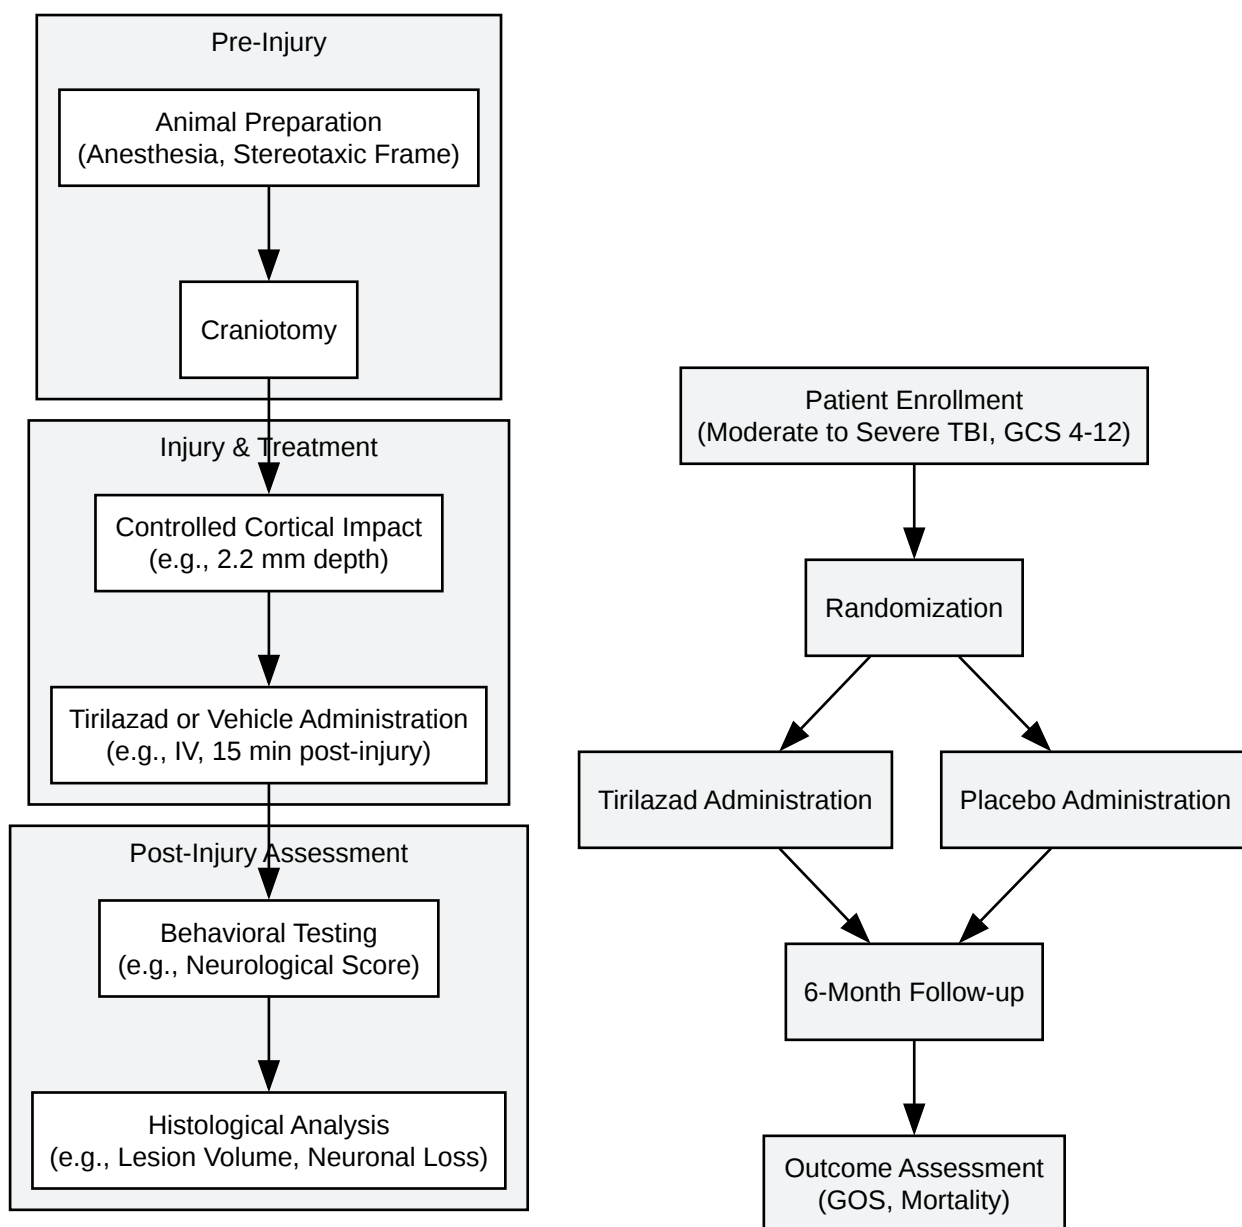 Pre-Injury
Animal Preparation
(Anesthesia, Stereotaxic Frame)
Craniotomy
Injury & Treatment
Controlled Cortical Impact
(e.g., 2.2 mm depth)
Tirilazad or Vehicle Administration
(e.g., IV, 15 min post-injury)
Post-Injury Assessment
Behavioral Testing
(e.g., Neurological Score)
Histological Analysis
(e.g., Lesion Volume, Neuronal Loss)
Patient Enrollment
(Moderate to Severe TBI, GCS 4-12)
Randomization
Tirilazad Administration
Placebo Administration
6-Month Follow-up
Outcome Assessment
(GOS, Mortality)